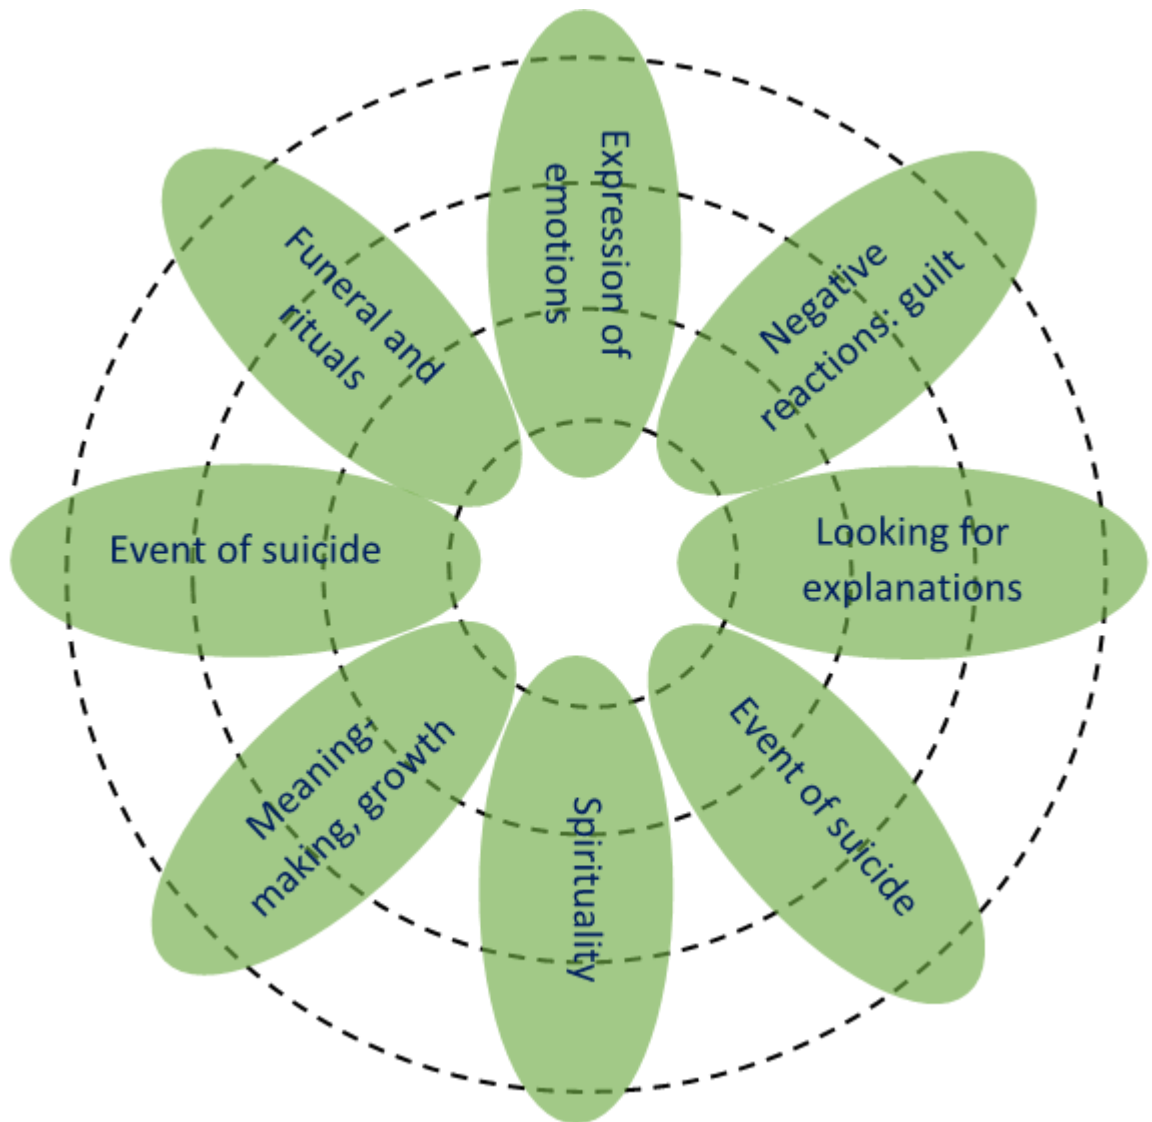 Expression of
emotions
Negative
reactions: guilt
Looking for
explanations
Event of suicide
Spirituality
Meaning-
making, growth
Event of suicide
Funeral and
rituals